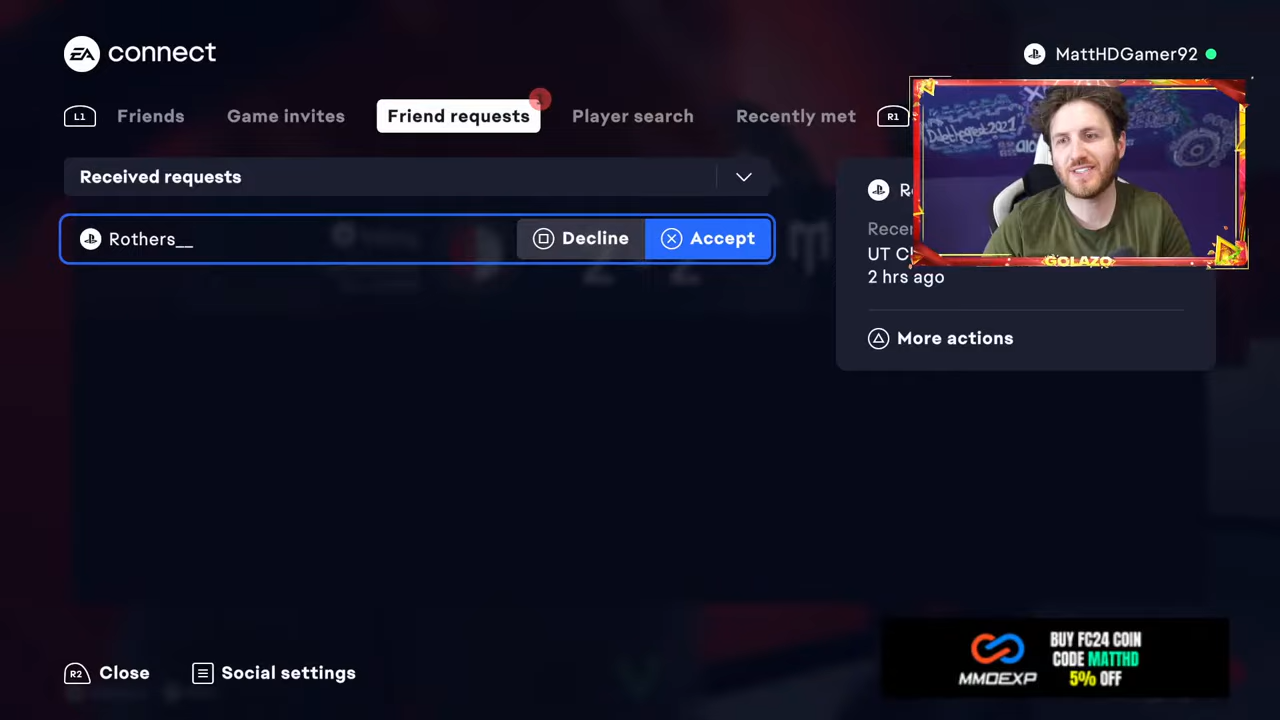 EA connect
MattHDGamer92
L1 Friends Game invites Friend requests Player search Recently met R1
Received requests
Rothers__
Decline
Accept
UT
2 hrs ago
More actions
GOLAZO
R2 Close
Social settings
MMOEXP
BUY FC24 COIN
CODE MATTHD
5% OFF